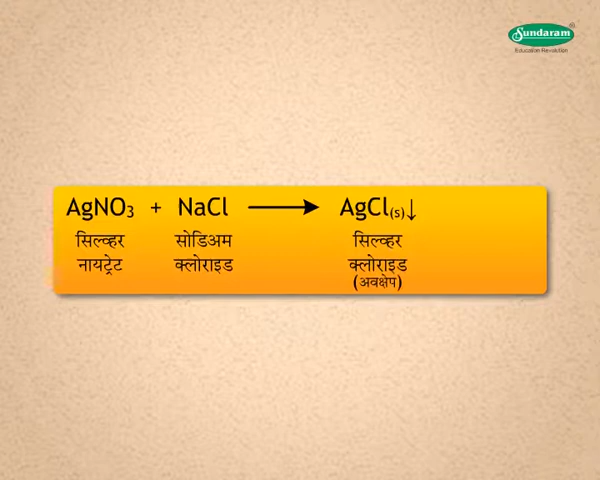 Sundaram®
Education Revolution
AgNO₃ + NaCl ⟶ AgCl₍s₎↓
सिल्व्हर सोडिअम सिल्व्हर
नायट्रेट क्लोराइड क्लोराइड
(अवक्षेप)